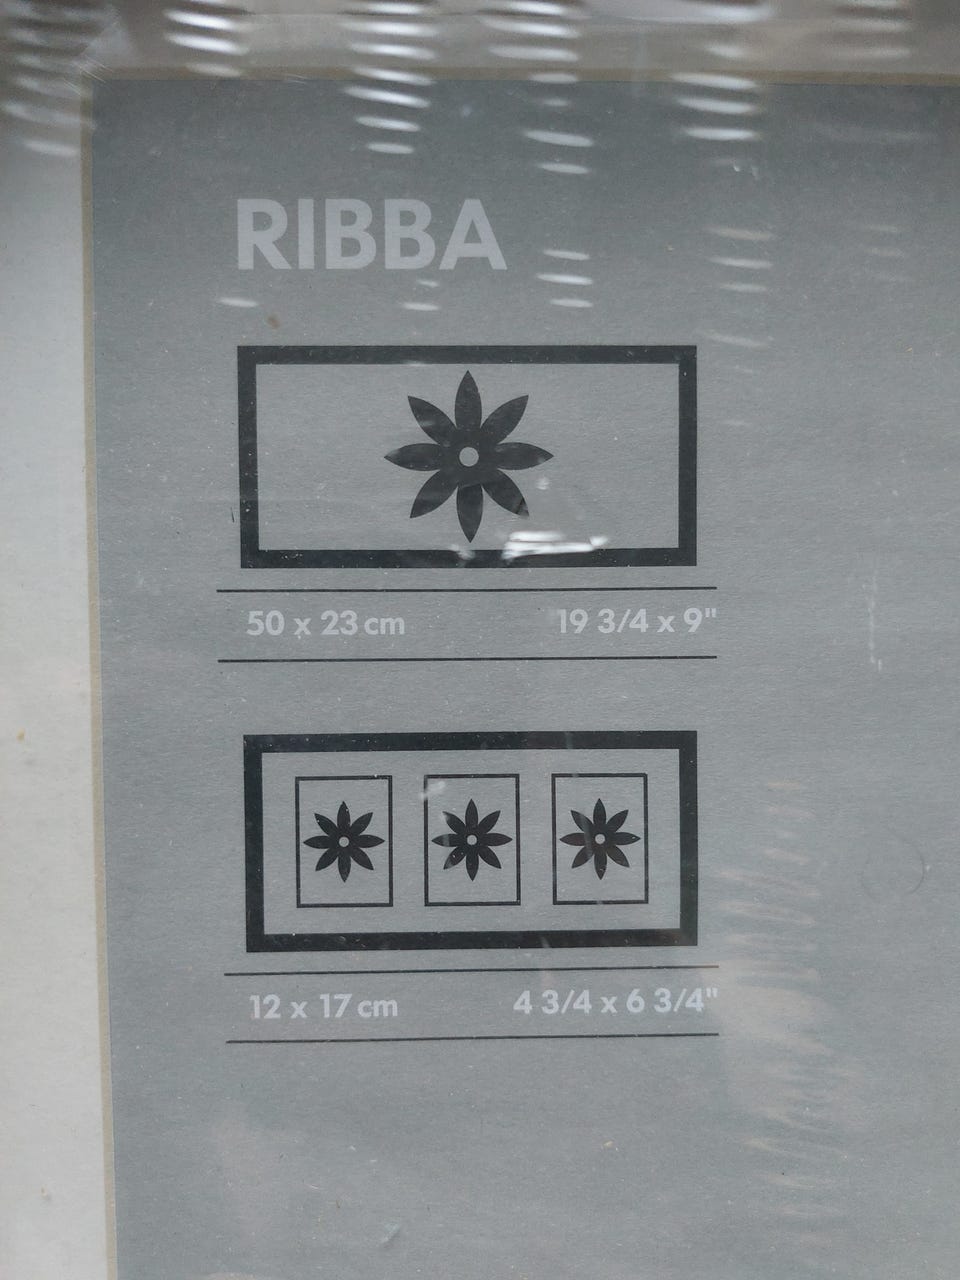 RIBBA
50 x 23 cm 19 3/4 x 9"
12 x 17 cm 4 3/4 x 6 3/4"